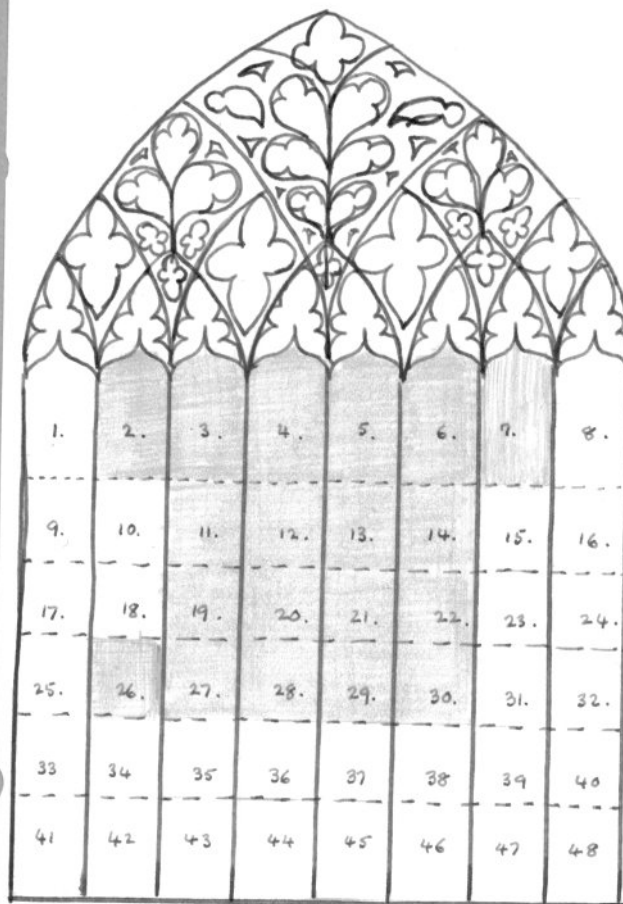 1. 2. 3. 4. 5. 6. 7. 8.
9. 10. 11. 12. 13. 14. 15. 16.
17. 18. 19. 20. 21. 22. 23. 24.
25. 26. 27. 28. 29. 30. 31. 32.
33 34 35 36 37 38 39 40
41 42 43 44 45 46 47 48